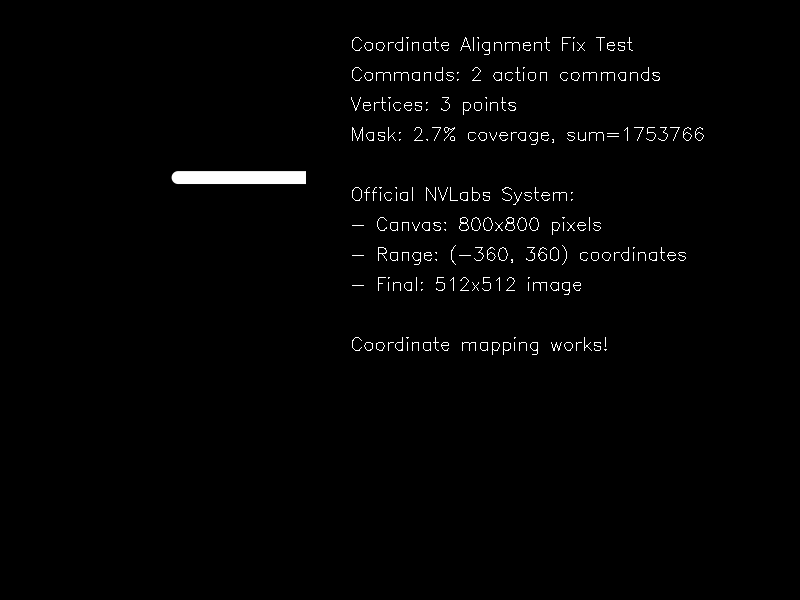 Coordinate Alignment Fix Test
Commands: 2 action commands
Vertices: 3 points
Mask: 2.7% coverage, sum=1753766
Official NVLabs System:
- Canvas: 800x800 pixels
- Range: (-360, 360) coordinates
- Final: 512x512 image
Coordinate mapping works!